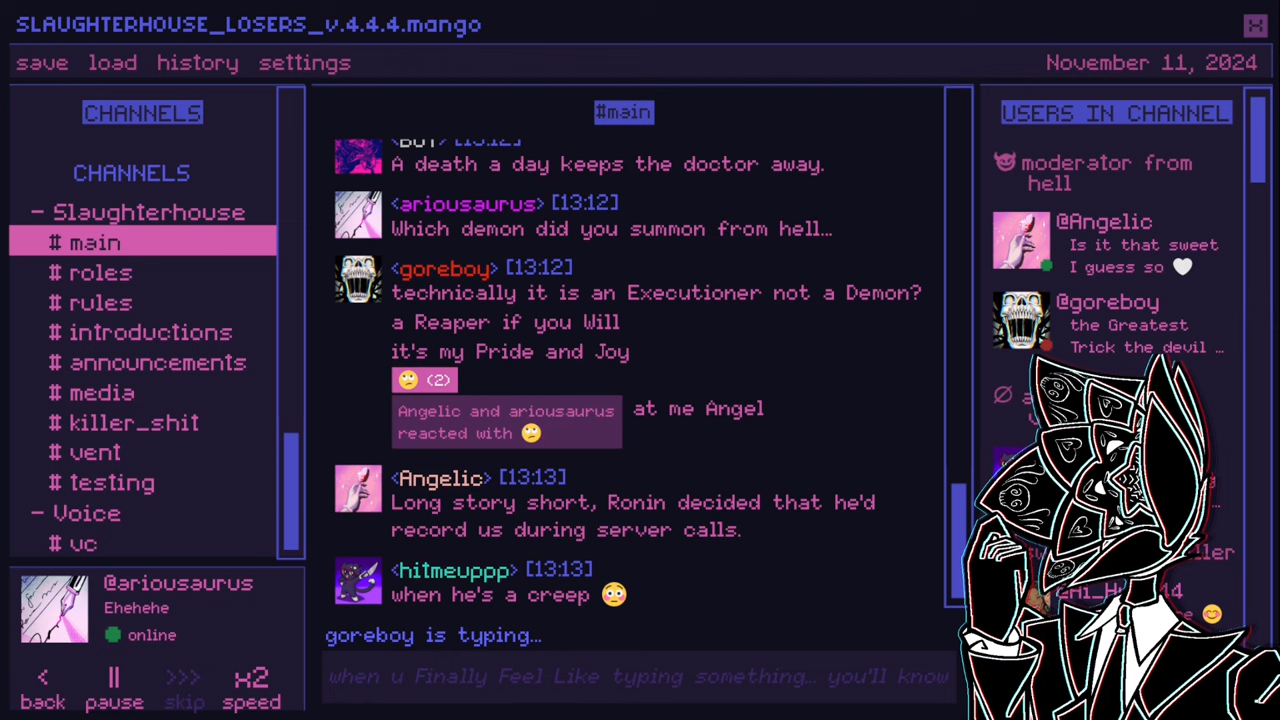 SLAUGHTERHOUSE_LOSERS_v.4.4.4.mango
x
save load history settings
November 11, 2024
CHANNELS
CHANNELS
- Slaughterhouse
# main
# roles
# rules
# introductions
# announcements
# media
# killer_shit
# vent
# testing
- Voice
# vc
@ariousaurus
Ehehehe
online
< || >>> x2
back pause skip speed
#main
<BOT> [13:12]
A death a day keeps the doctor away.
<ariousaurus> [13:12]
Which demon did you summon from hell...
<goreboy> [13:12]
technically it is an Executioner not a Demon?
a Reaper if you Will
it's my Pride and Joy
🙄 (2)
Angelic and ariousaurus
reacted with 🙄
at me Angel
<Angelic> [13:13]
Long story short, Ronin decided that he'd
record us during server calls.
<hitmeuppp> [13:13]
when he's a creep 😳
goreboy is typing...
when u Finally Feel Like typing something... you'll know
USERS IN CHANNEL
moderator from
hell
@Angelic
Is it that sweet
I guess so 🤍
@goreboy
the Greatest
Trick the devil ...